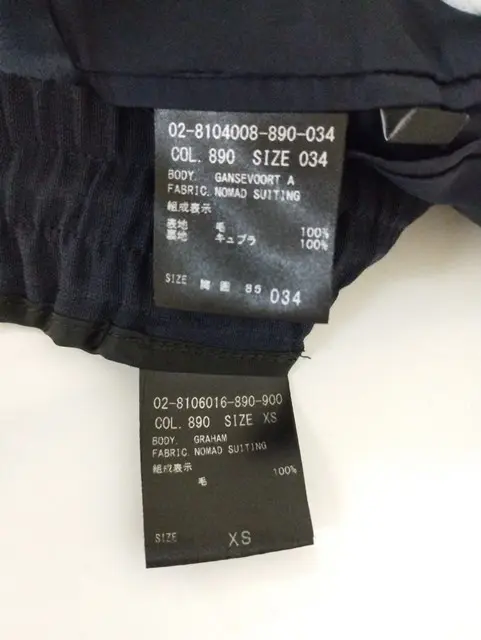 02-8104008-890-034
COL. 890 SIZE 034
BODY. GANSEVOORT A
FABRIC. NOMAD SUITING
組成表示
表地 毛 100%
裏地 キュプラ 100%
SIZE 胸囲 85 034
02-8106016-890-900
COL. 890 SIZE XS
BODY. GRAHAM
FABRIC. NOMAD SUITING
組成表示
毛 100%
SIZE XS